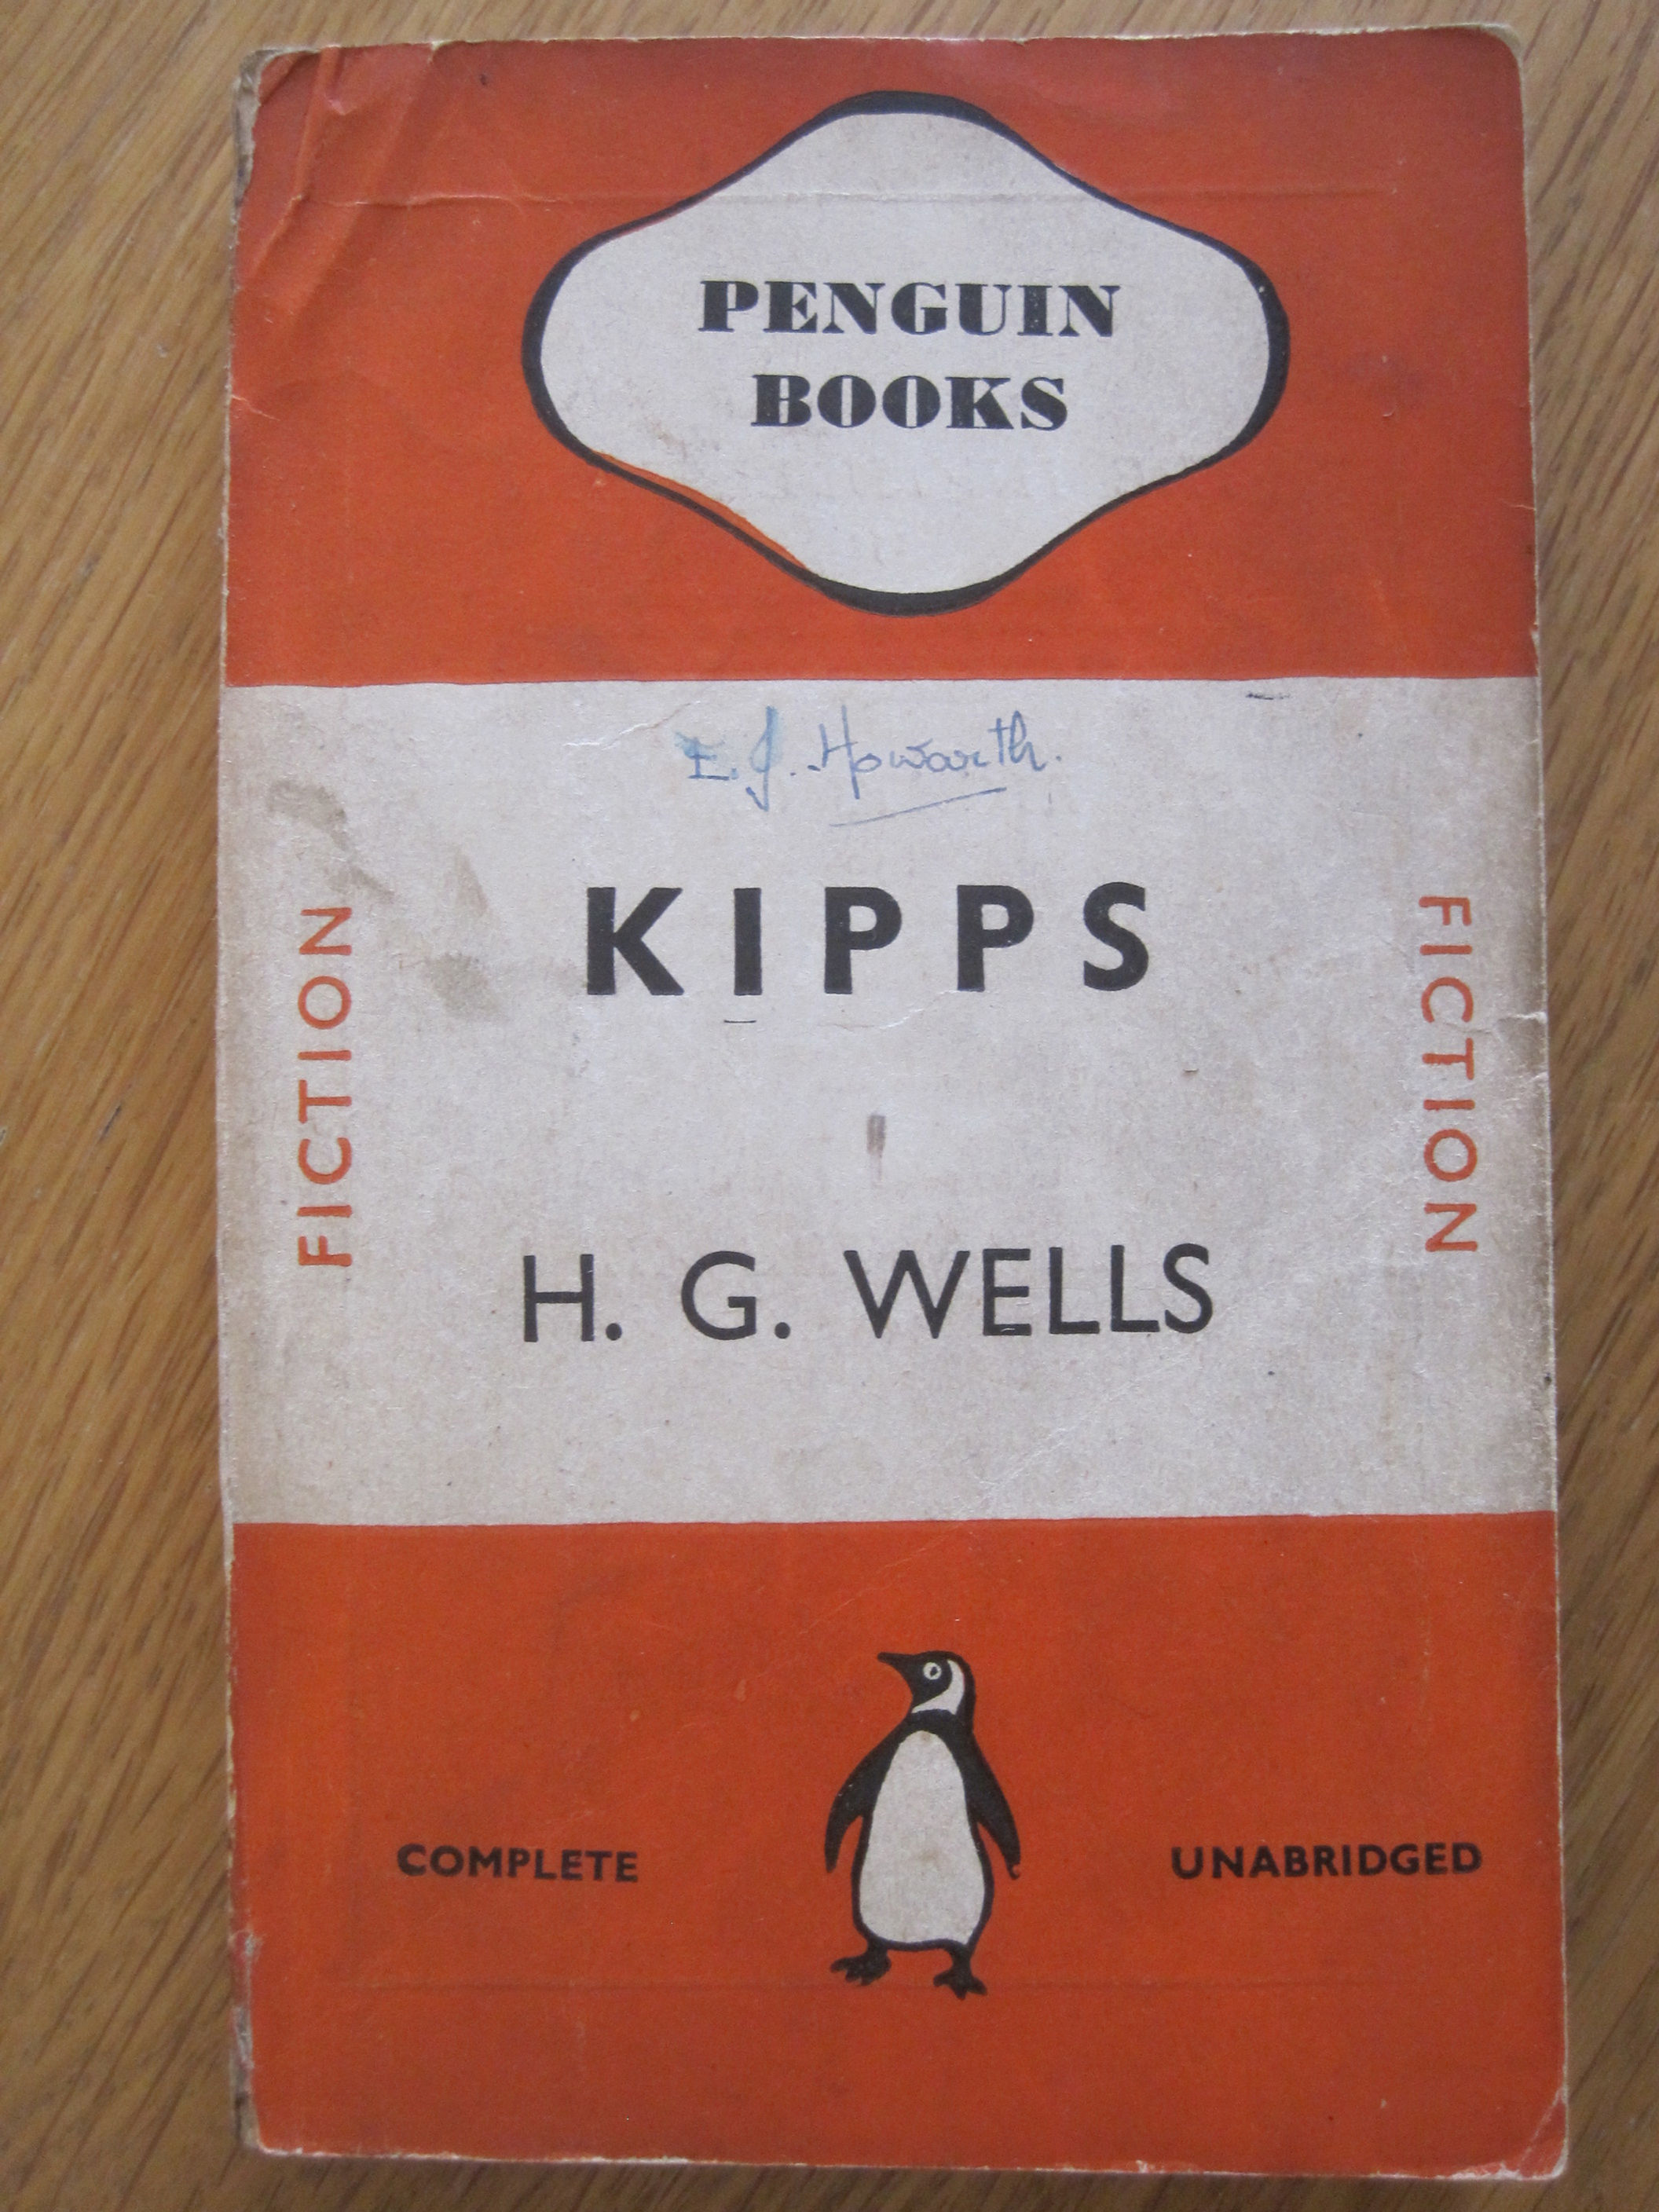 PENGUIN
BOOKS
E. J. Howarth.
KIPPS
FICTION
FICTION
H. G. WELLS
COMPLETE
UNABRIDGED